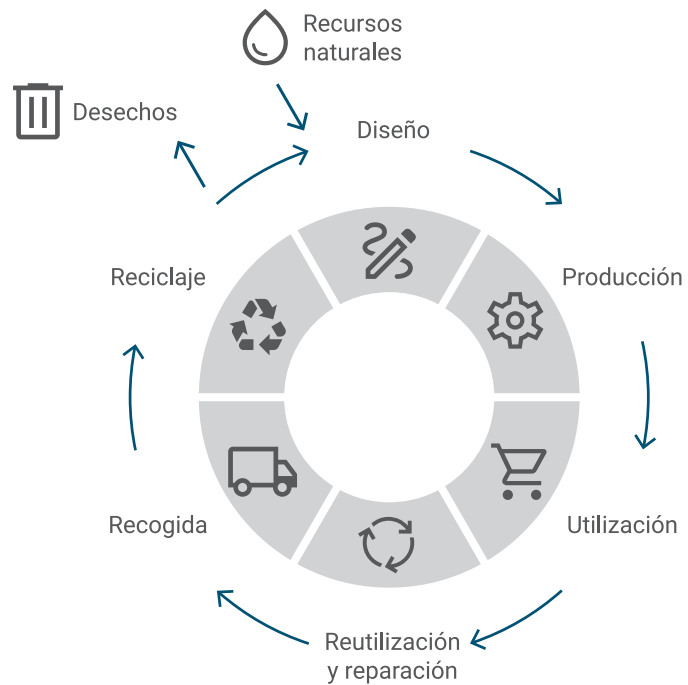 Recursos
naturales
Desechos
Diseño
Reciclaje
Producción
Recogida
Utilización
Reutilización
y reparación